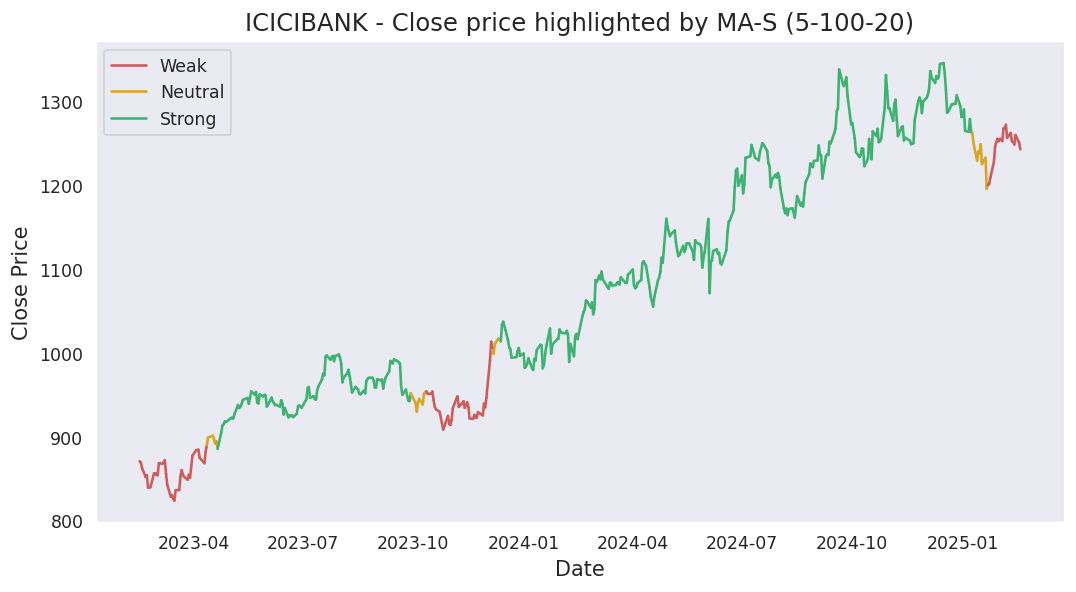 ICICIBANK - Close price highlighted by MA-S (5-100-20)
Weak
Neutral
Strong
Close Price
1300
1200
1100
1000
900
800
2023-04 2023-07 2023-10 2024-01 2024-04 2024-07 2024-10 2025-01
Date